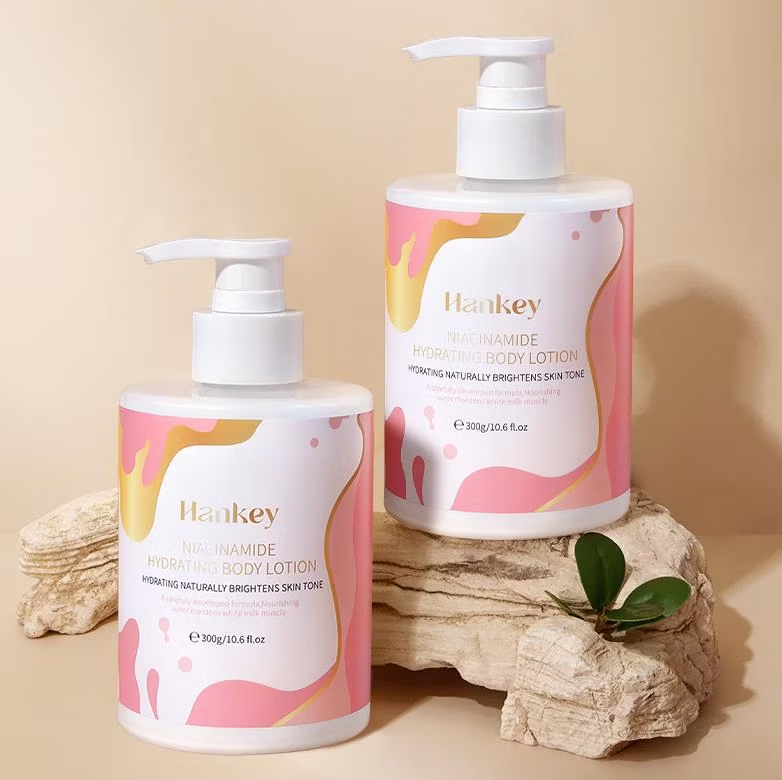 Hankey
NIACINAMIDE
HYDRATING BODY LOTION
HYDRATING NATURALLY BRIGHTENS SKIN TONE
A carefully developed formula,Nourishing
water moistens white milk muscle
℮300g/10.6 fl.oz
Hankey
NIACINAMIDE
HYDRATING BODY LOTION
HYDRATING NATURALLY BRIGHTENS SKIN TONE
A carefully developed formula,Nourishing
water moistens white milk muscle
℮300g/10.6 fl.oz